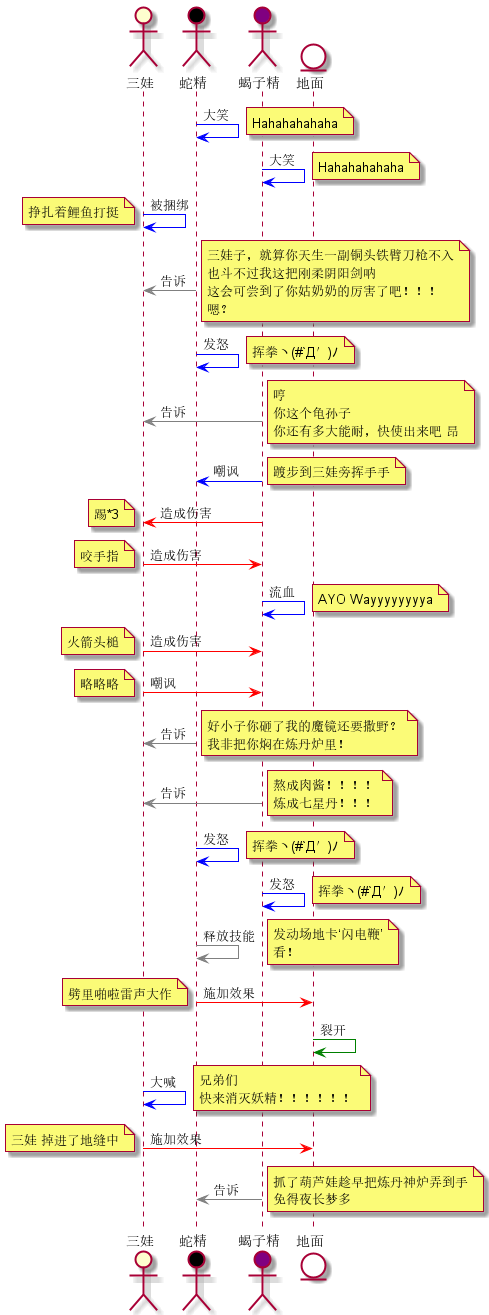 三娃 蛇精 蝎子精 地面
大笑 Hahahahahaha
大笑 Hahahahahaha
挣扎着鲤鱼打挺 被捆绑
告诉
三娃子，就算你天生一副铜头铁臂刀枪不入
也斗不过我这把刚柔阴阳剑呐
这会可尝到了你姑奶奶的厉害了吧！！！
嗯？
发怒 挥拳ヽ(#`Д´)ﾉ
告诉
哼
你这个龟孙子
你还有多大能耐，快使出来吧 昂
嘲讽 踱步到三娃旁挥手手
踢*3 造成伤害
咬手指 造成伤害
流血 AYO Wayyyyyyyyya
火箭头槌 造成伤害
略略略 嘲讽
告诉
好小子你砸了我的魔镜还要撒野？
我非把你焖在炼丹炉里！
告诉
熬成肉酱！！！！
炼成七星丹！！！
发怒 挥拳ヽ(#`Д´)ﾉ
发怒 挥拳ヽ(#`Д´)ﾉ
释放技能
发动场地卡‘闪电鞭’
看！
劈里啪啦雷声大作 施加效果
裂开
大喊
兄弟们
快来消灭妖精！！！！！！
三娃 掉进了地缝中 施加效果
告诉
抓了葫芦娃趁早把炼丹神炉弄到手
免得夜长梦多
三娃 蛇精 蝎子精 地面